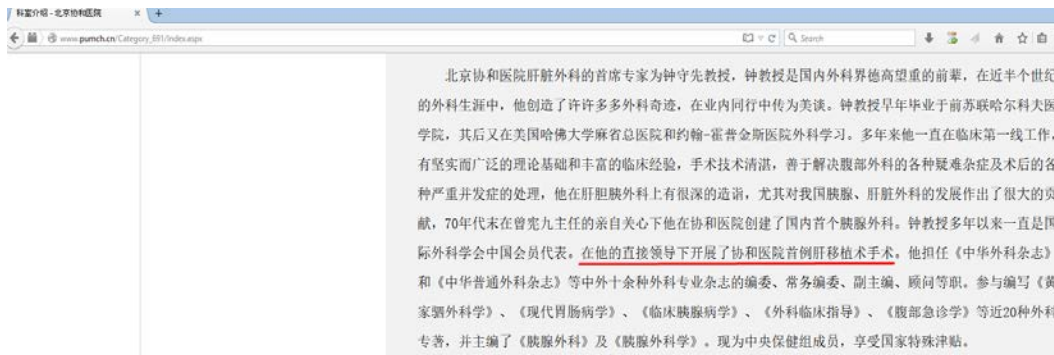 科室介绍 - 北京协和医院
www.pumch.cn/Category_691/Index.aspx
Search
北京协和医院肝脏外科的首席专家为钟守先教授，钟教授是国内外科界德高望重的前辈，在近半个世纪
的外科生涯中，他创造了许许多多外科奇迹，在业内同行中传为美谈。钟教授早年毕业于前苏联哈尔科夫医
学院，其后又在美国哈佛大学麻省总医院和约翰-霍普金斯医院外科学习。多年来他一直在临床第一线工作，
有坚实而广泛的理论基础和丰富的临床经验，手术技术清湛，善于解决腹部外科的各种疑难杂症及术后的各
种严重并发症的处理，他在肝胆胰外科上有很深的造诣，尤其对我国胰腺、肝脏外科的发展作出了很大的贡
献，70年代末在曾宪九主任的亲自关心下他在协和医院创建了国内首个胰腺外科。钟教授多年以来一直是国
际外科学会中国会员代表。在他的直接领导下开展了协和医院首例肝移植术手术。他担任《中华外科杂志》
和《中华普通外科杂志》等中外十余种外科专业杂志的编委、常务编委、副主编、顾问等职。参与编写《黄
家驷外科学》、《现代胃肠病学》、《临床胰腺病学》、《外科临床指导》、《腹部急诊学》等近20种外科
专著，并主编了《胰腺外科》及《胰腺外科学》。现为中央保健组成员，享受国家特殊津贴。